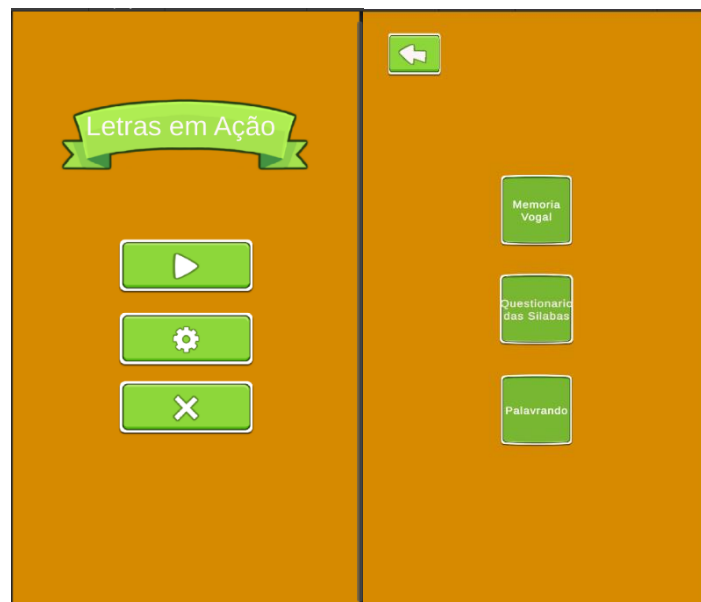 Letras em Ação
Memoria
Vogal
Questionario
das Silabas
Palavrando